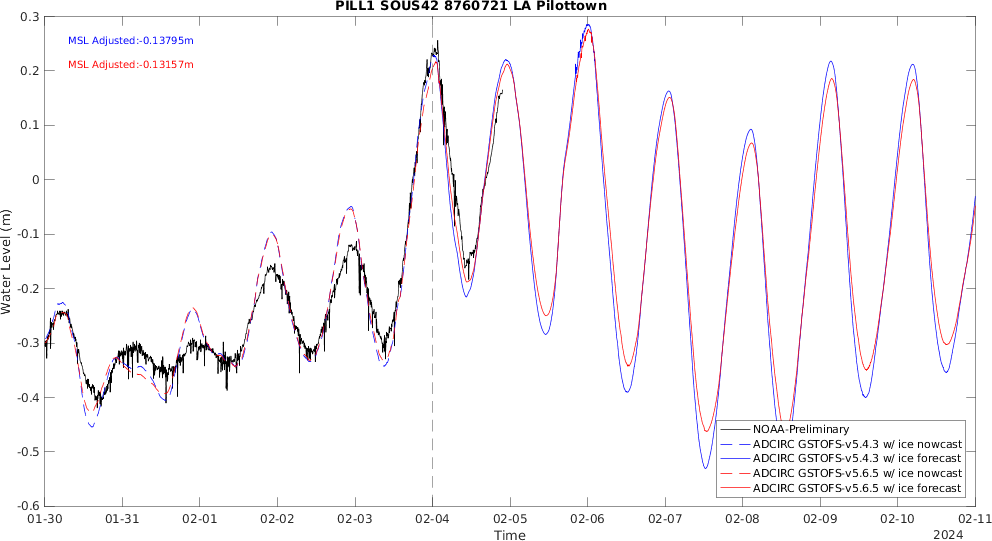 PILL1 SOUS42 8760721 LA Pilottown
MSL Adjusted:-0.13795m
MSL Adjusted:-0.13157m
0.3
0.2
0.1
0
-0.1
-0.2
-0.3
-0.4
-0.5
-0.6
Water Level (m)
NOAA-Preliminary
ADCIRC GSTOFS-v5.4.3 w/ ice nowcast
ADCIRC GSTOFS-v5.4.3 w/ ice forecast
ADCIRC GSTOFS-v5.6.5 w/ ice nowcast
ADCIRC GSTOFS-v5.6.5 w/ ice forecast
01-30 01-31 02-01 02-02 02-03 02-04 02-05 02-06 02-07 02-08 02-09 02-10 02-11
Time
2024